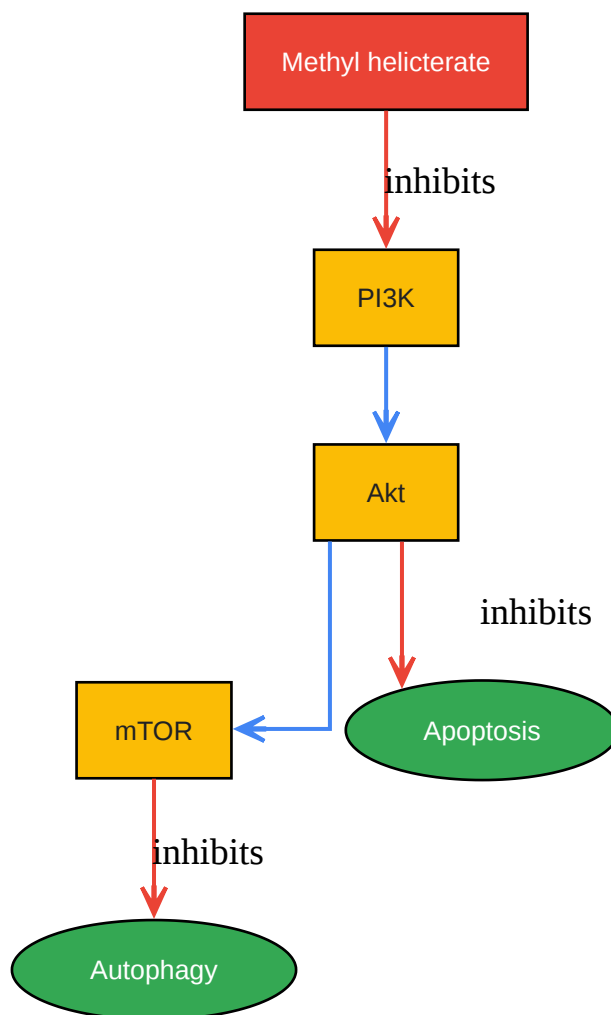 Methyl helicterate
inhibits
PI3K
Akt
inhibits
mTOR
Apoptosis
inhibits
Autophagy